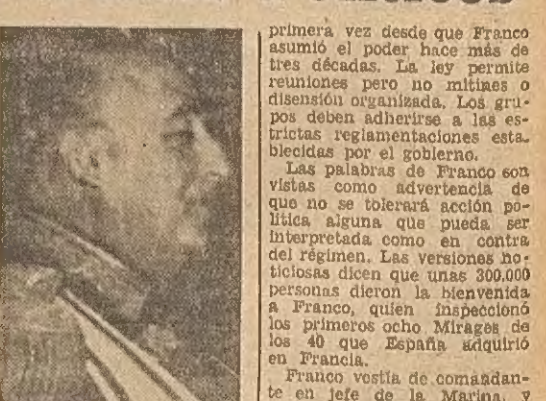 primera vez desde que Franco
asumió el poder hace más de
tres décadas. La ley permite
reuniones pero no mitines o
disensión organizada. Los gru-
pos deben adherirse a las es-
trictas reglamentaciones esta-
blecidas por el gobierno.
Las palabras de Franco son
vistas como advertencia de
que no se tolerará acción po-
lítica alguna que pueda ser
interpretada como en contra
del régimen. Las versiones no-
ticiosas dicen que unas 300,000
personas dieron la bienvenida
a Franco, quien inspeccionó
los primeros ocho Mirages de
los 40 que España adquirió
en Francia.
Franco vestía de comandan-
te en jefe de la Marina, y